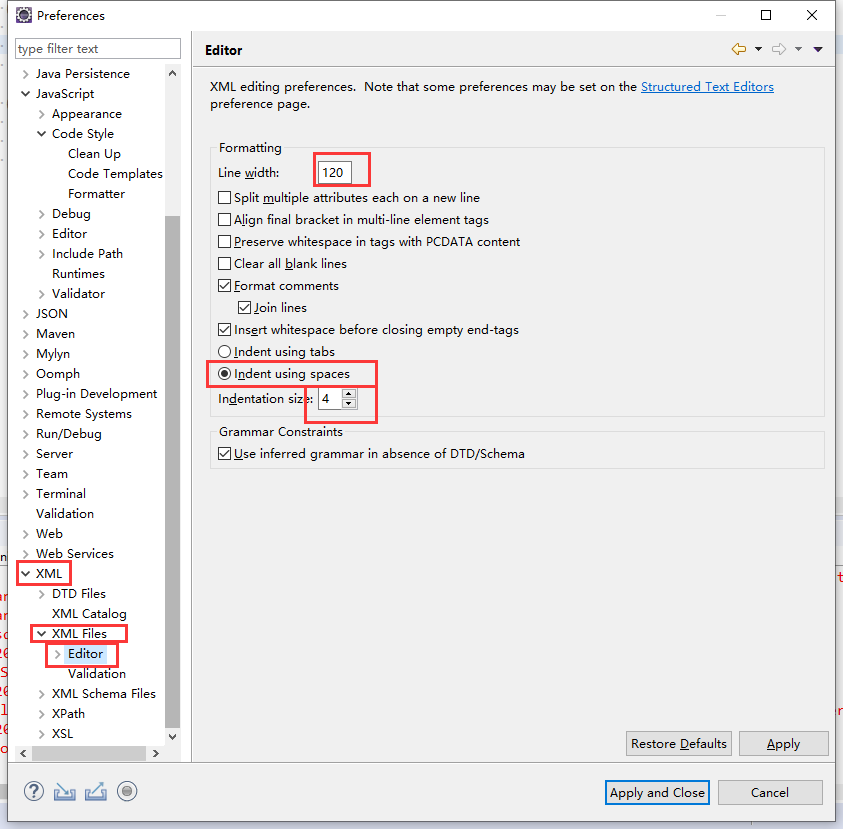 Preferences
type filter text
Java Persistence
JavaScript
Appearance
Code Style
Clean Up
Code Templates
Formatter
Debug
Editor
Include Path
Runtimes
Validator
JSON
Maven
Mylyn
Oomph
Plug-in Development
Remote Systems
Run/Debug
Server
Team
Terminal
Validation
Web
Web Services
XML
DTD Files
XML Catalog
XML Files
Editor
Validation
XML Schema Files
XPath
XSL
Editor
XML editing preferences. Note that some preferences may be set on the Structured Text Editors
preference page.
Formatting
Line width: 120
Split multiple attributes each on a new line
Align final bracket in multi-line element tags
Preserve whitespace in tags with PCDATA content
Clear all blank lines
Format comments
Join lines
Insert whitespace before closing empty end-tags
Indent using tabs
Indent using spaces
Indentation size: 4
Grammar Constraints
Use inferred grammar in absence of DTD/Schema
Restore Defaults Apply
? Apply and Close Cancel